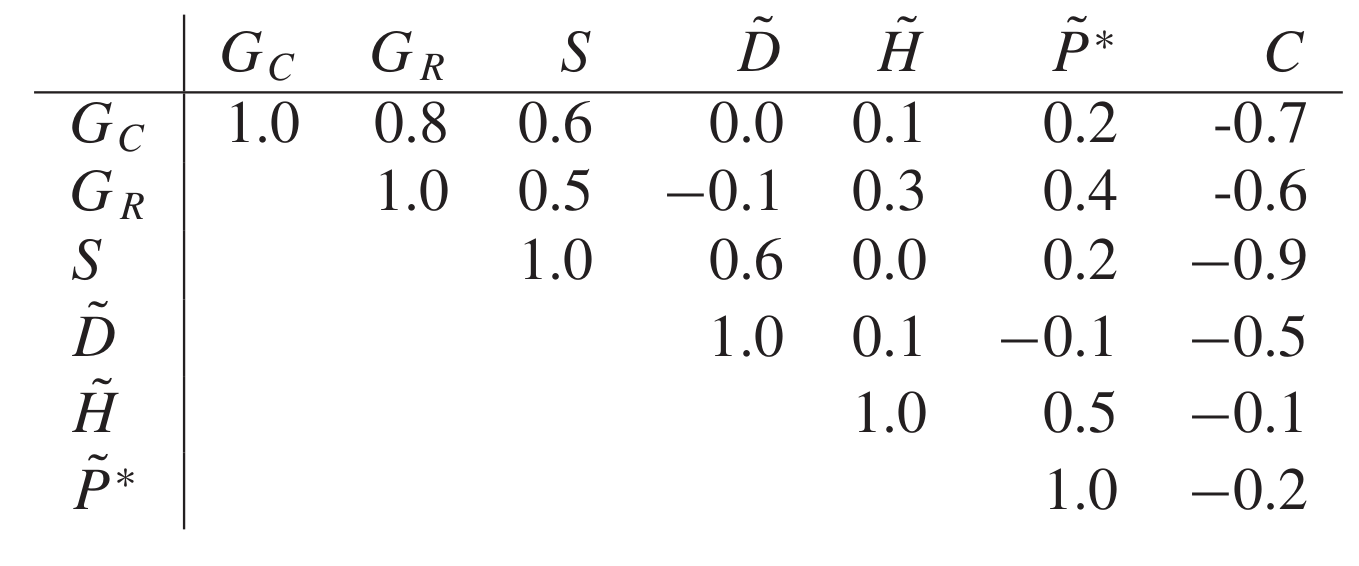 G_C G_R S D̃ H̃ P̃* C
G_C 1.0 0.8 0.6 0.0 0.1 0.2 -0.7
G_R 1.0 0.5 −0.1 0.3 0.4 -0.6
S 1.0 0.6 0.0 0.2 −0.9
D̃ 1.0 0.1 −0.1 −0.5
H̃ 1.0 0.5 −0.1
P̃* 1.0 −0.2